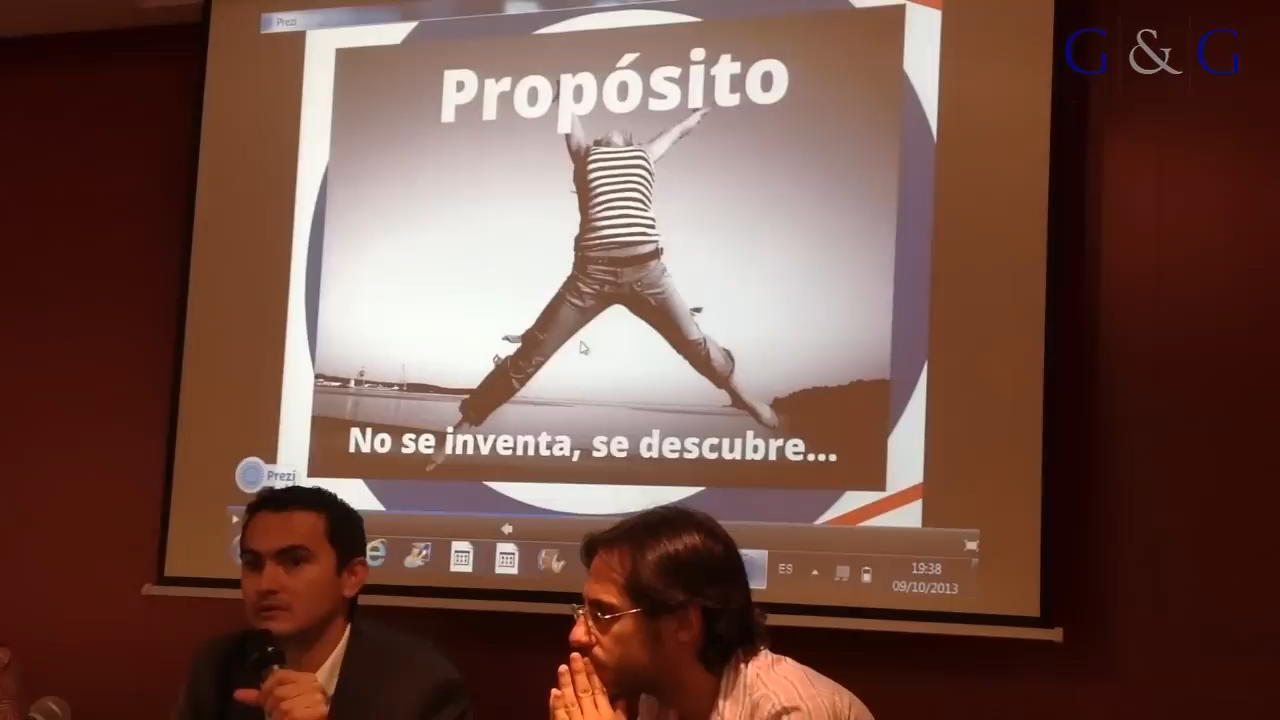 Prezi
G & G
Propósito
No se inventa, se descubre...
Prezi
ES
19:38
09/10/2013